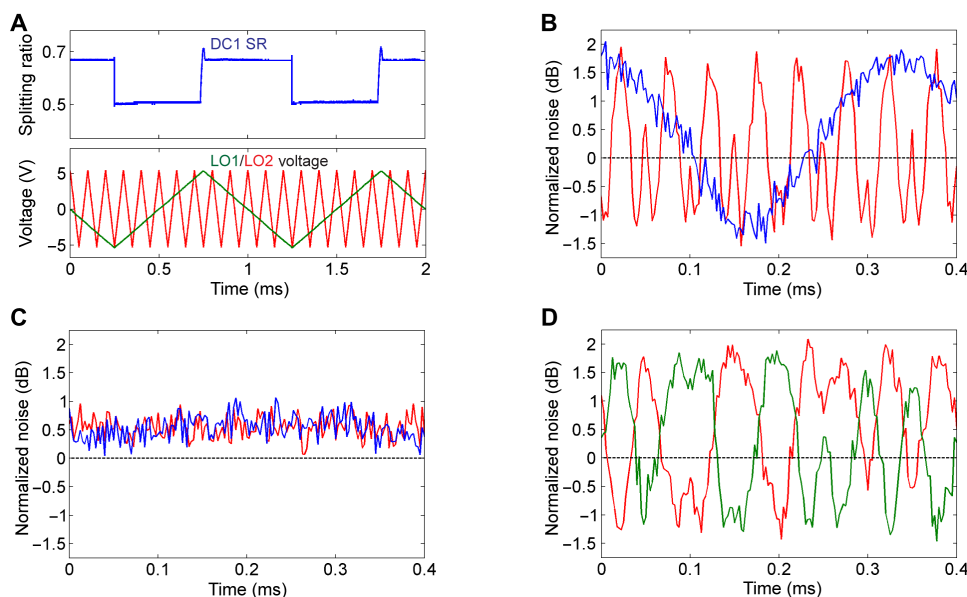 A
DC1 SR
Splitting ratio
0.7
0.5
LO1/LO2 voltage
Voltage (V)
5
0
−5
0 0.5 1 1.5 2
Time (ms)
B
Normalized noise (dB)
2
1.5
1
0.5
0
−0.5
−1
−1.5
0 0.1 0.2 0.3 0.4
Time (ms)
C
Normalized noise (dB)
2
1.5
1
0.5
0
−0.5
−1
−1.5
0 0.1 0.2 0.3 0.4
Time (ms)
D
Normalized noise (dB)
2
1.5
1
0.5
0
−0.5
−1
−1.5
0 0.1 0.2 0.3 0.4
Time (ms)